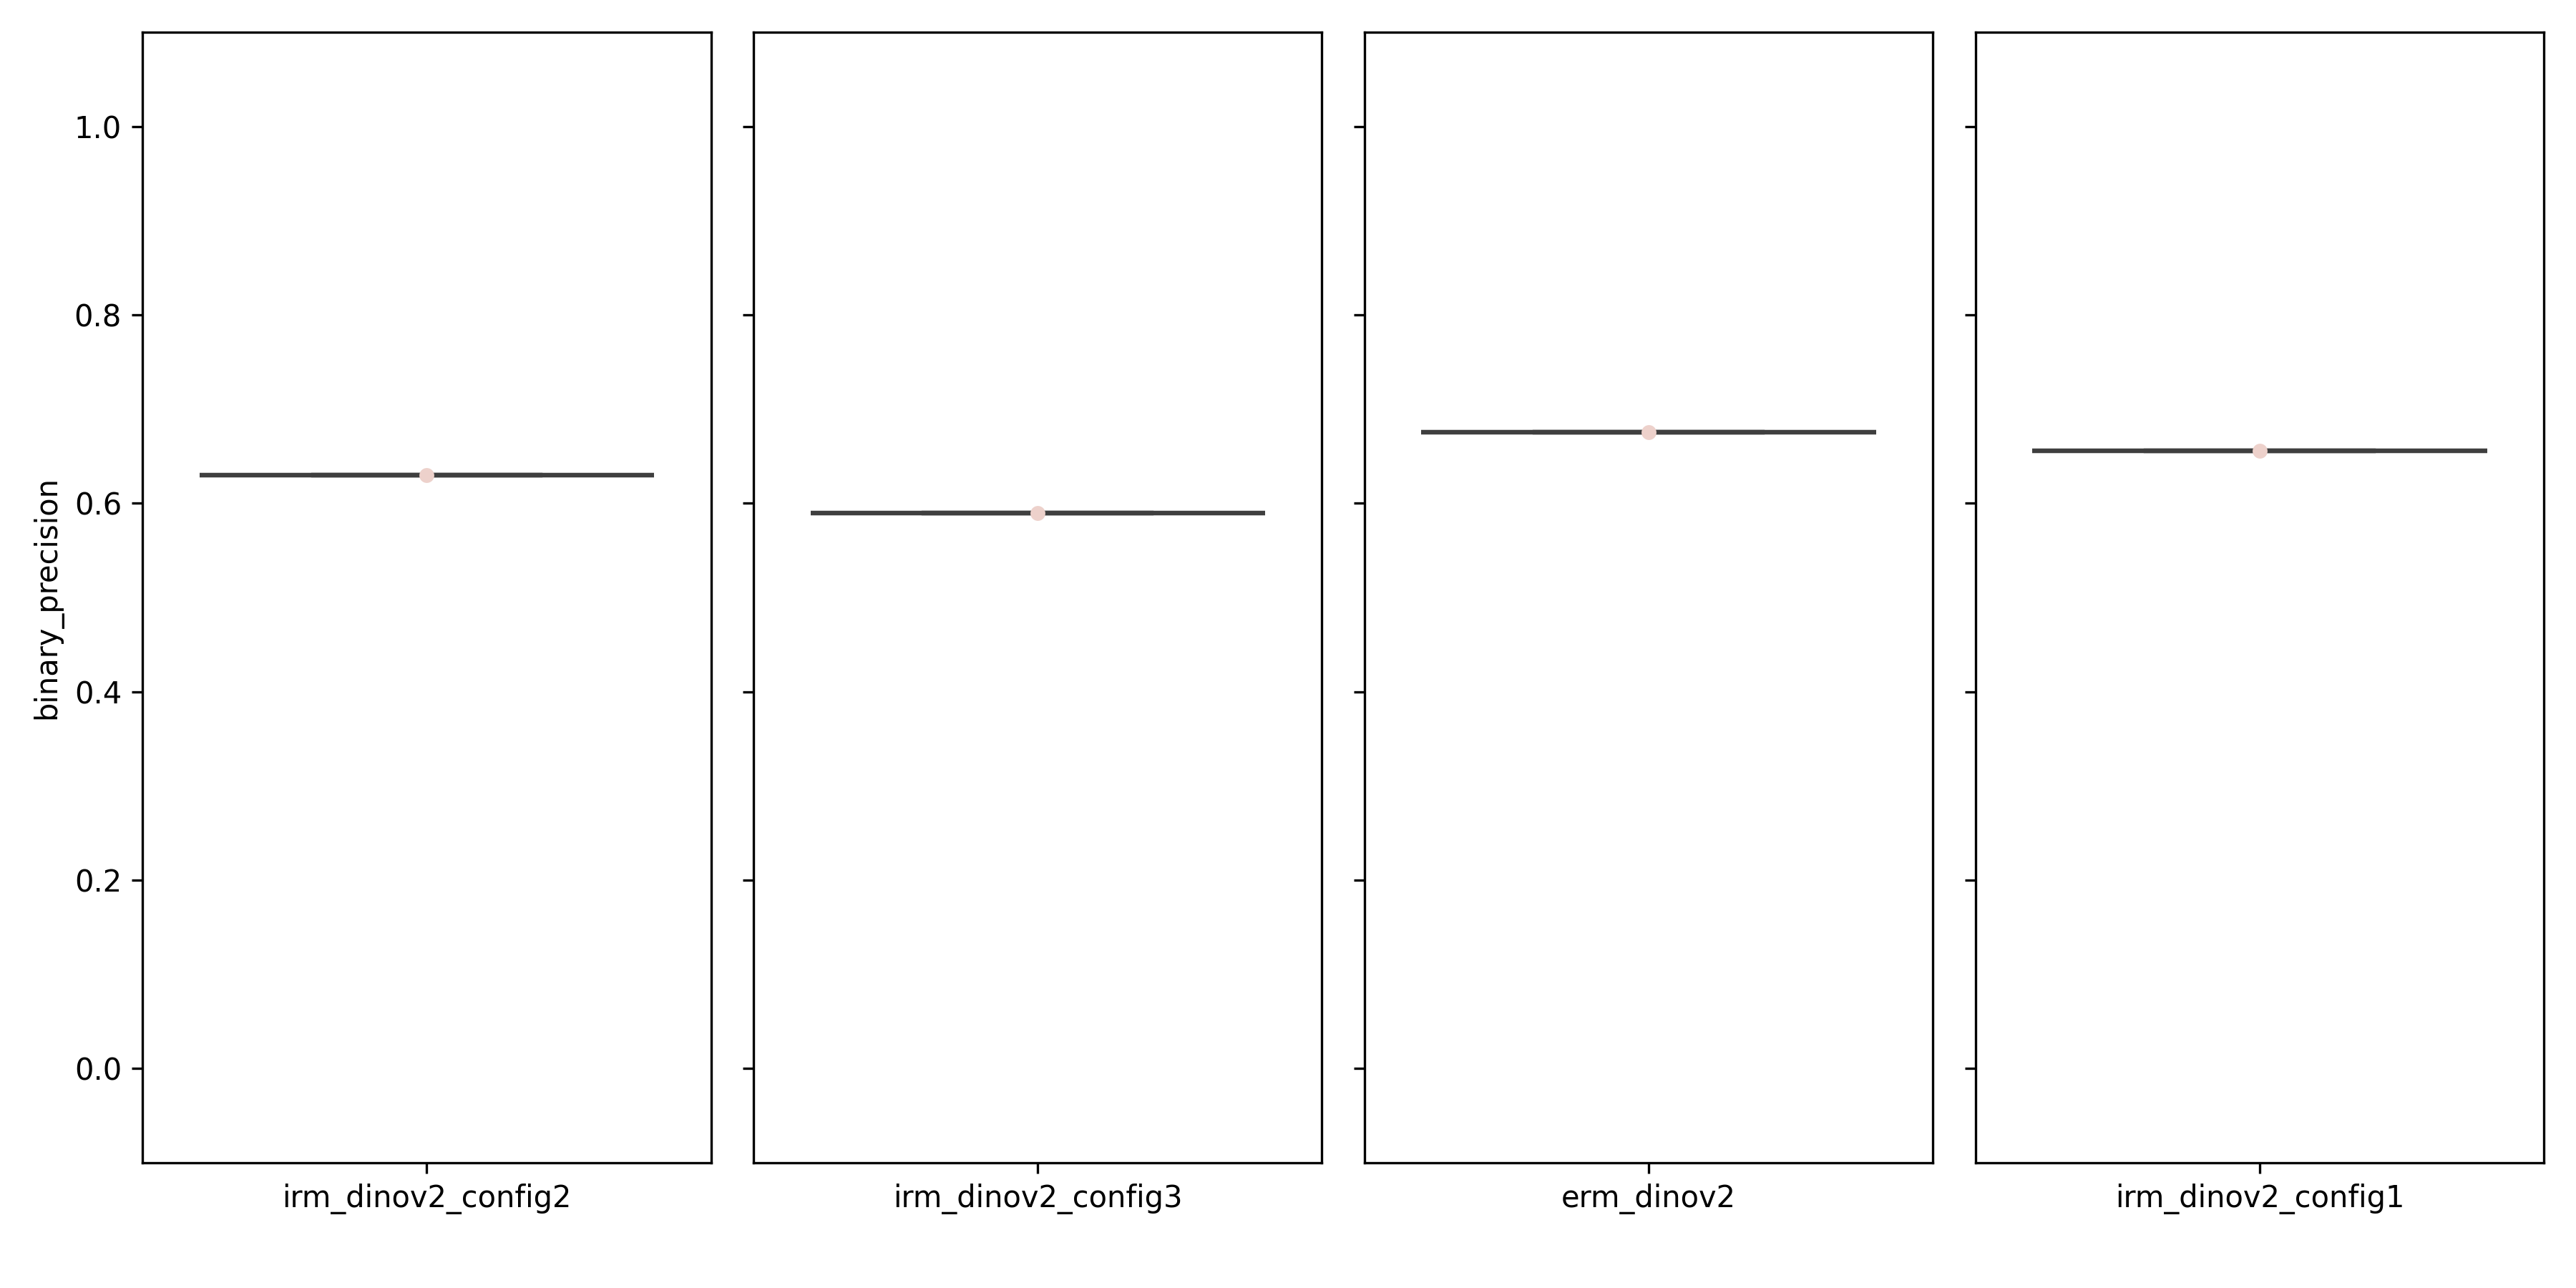 binary_precision
1.0
0.8
0.6
0.4
0.2
0.0
irm_dinov2_config2
irm_dinov2_config3
erm_dinov2
irm_dinov2_config1